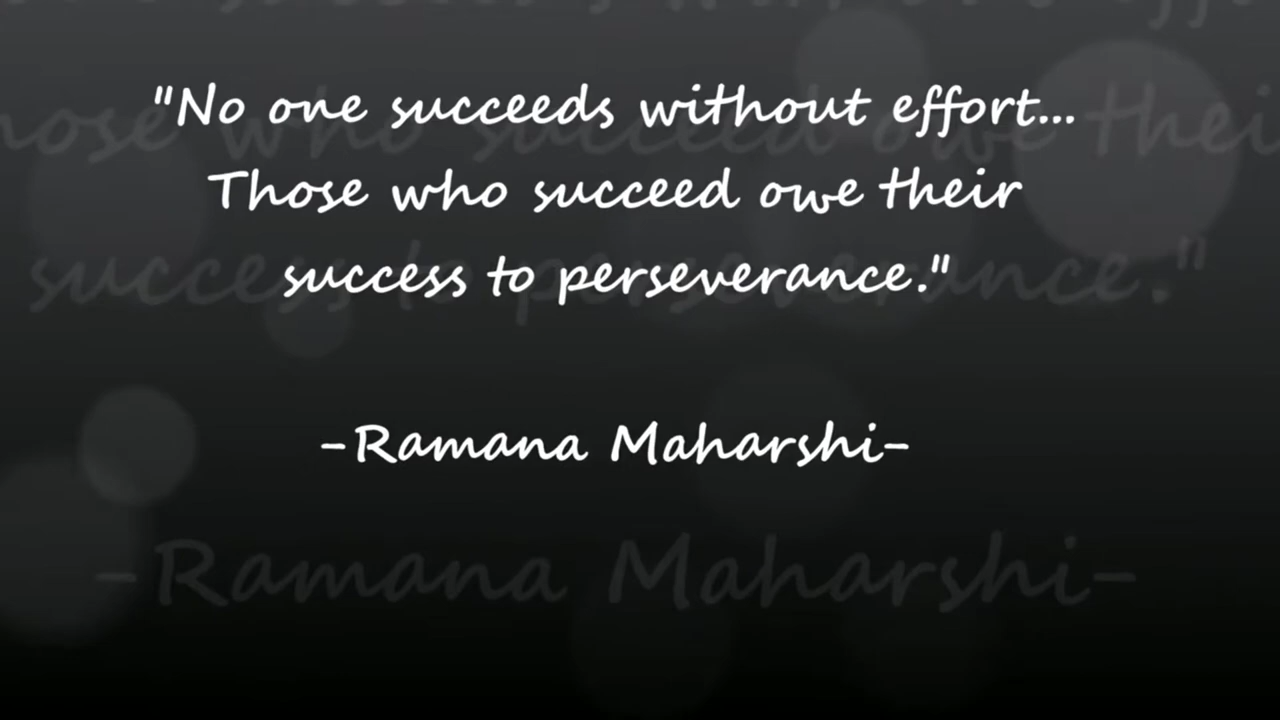 "No one succeeds without effort...
Those who succeed owe their
success to perseverance."
-Ramana Maharshi-